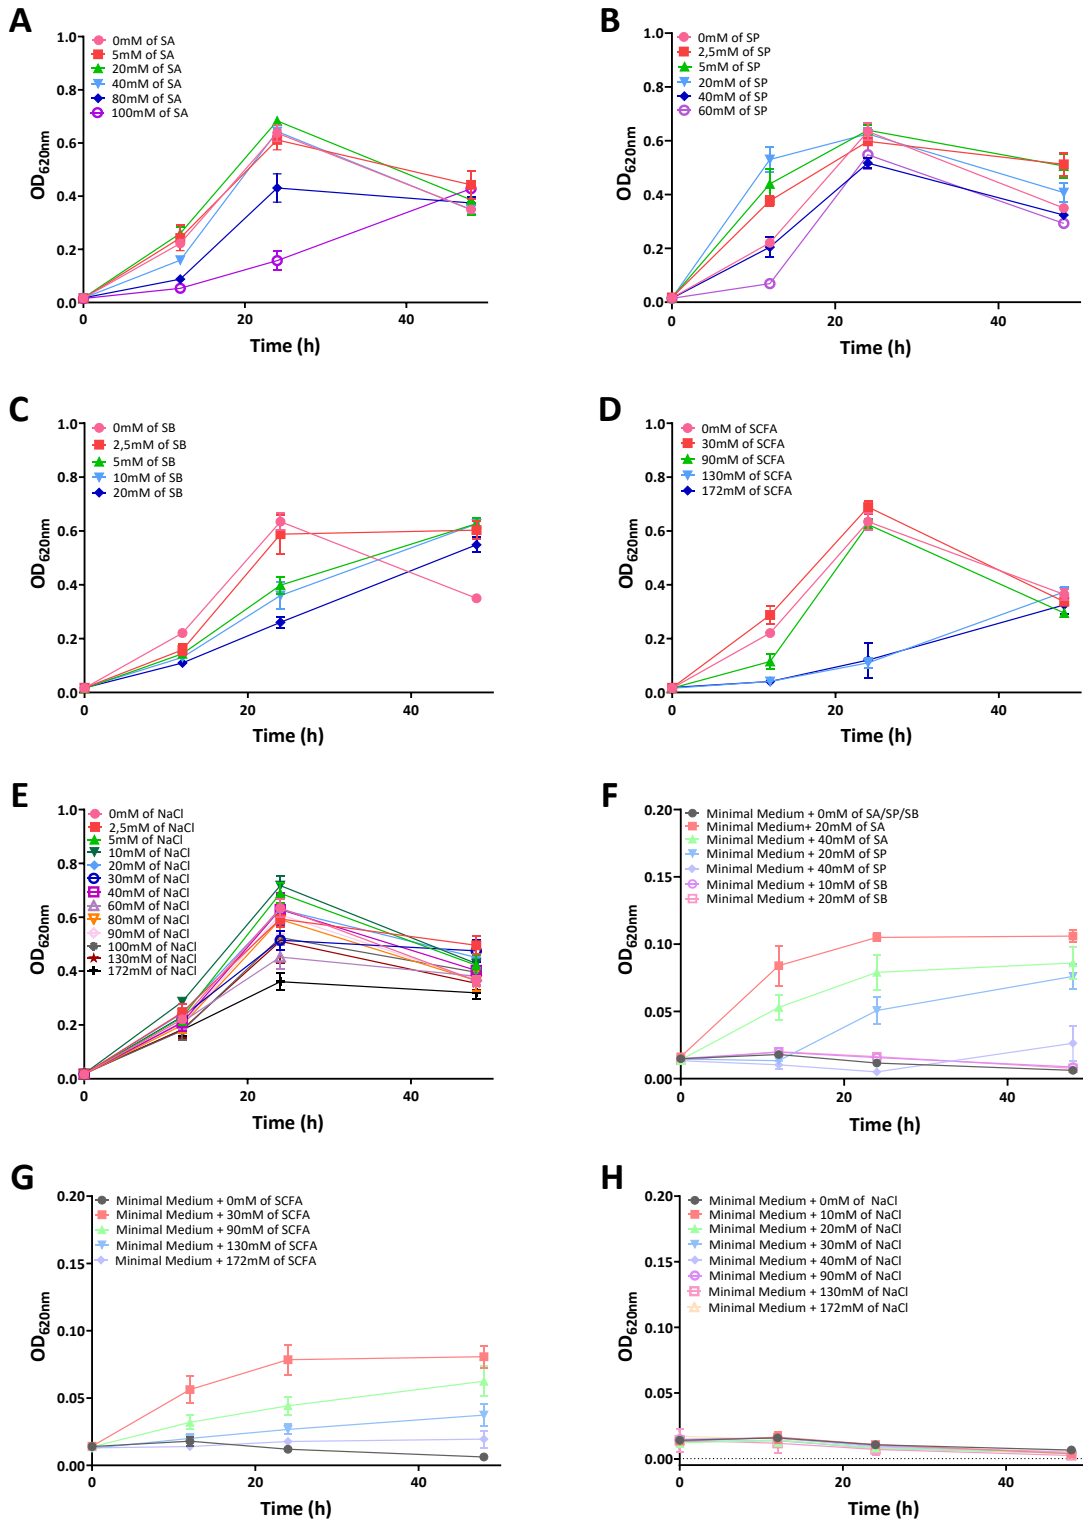 A
1.0
0.8
0.6
0.4
0.2
0.0
OD620nm
0mM of SA
5mM of SA
20mM of SA
40mM of SA
80mM of SA
100mM of SA
0
20
40
Time (h)
B
1.0
0.8
0.6
0.4
0.2
0.0
OD620nm
0mM of SP
2,5mM of SP
5mM of SP
20mM of SP
40mM of SP
60mM of SP
0
20
40
Time (h)
C
1.0
0.8
0.6
0.4
0.2
0.0
OD620nm
0mM of SB
2,5mM of SB
5mM of SB
10mM of SB
20mM of SB
0
20
40
Time (h)
D
1.0
0.8
0.6
0.4
0.2
0.0
OD620nm
0mM of SCFA
30mM of SCFA
90mM of SCFA
130mM of SCFA
172mM of SCFA
0
20
40
Time (h)
E
1.0
0.8
0.6
0.4
0.2
0.0
OD620nm
0mM of NaCl
2,5mM of NaCl
5mM of NaCl
10mM of NaCl
20mM of NaCl
30mM of NaCl
40mM of NaCl
60mM of NaCl
80mM of NaCl
90mM of NaCl
100mM of NaCl
130mM of NaCl
172mM of NaCl
0
20
40
Time (h)
F
0.20
0.15
0.10
0.05
0.00
OD620nm
Minimal Medium + 0mM of SA/SP/SB
Minimal Medium+ 20mM of SA
Minimal Medium + 40mM of SA
Minimal Medium + 20mM of SP
Minimal Medium + 40mM of SP
Minimal Medium + 10mM of SB
Minimal Medium + 20mM of SB
0
20
40
Time (h)
G
0.20
0.15
0.10
0.05
0.00
OD620nm
Minimal Medium + 0mM of SCFA
Minimal Medium + 30mM of SCFA
Minimal Medium + 90mM of SCFA
Minimal Medium + 130mM of SCFA
Minimal Medium + 172mM of SCFA
0
20
40
Time (h)
H
0.20
0.15
0.10
0.05
0.00
OD620nm
Minimal Medium + 0mM of NaCl
Minimal Medium + 10mM of NaCl
Minimal Medium + 20mM of NaCl
Minimal Medium + 30mM of NaCl
Minimal Medium + 40mM of NaCl
Minimal Medium + 90mM of NaCl
Minimal Medium + 130mM of NaCl
Minimal Medium + 172mM of NaCl
0
20
40
Time (h)